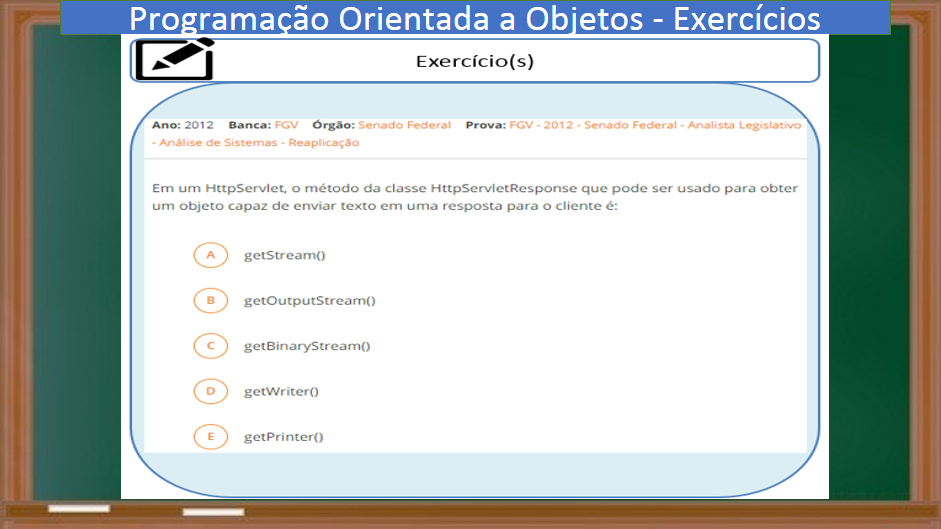 Programação Orientada a Objetos - Exercícios
Exercício(s)
Ano: 2012 Banca: FGV Órgão: Senado Federal Prova: FGV - 2012 - Senado Federal - Analista Legislativo
- Análise de Sistemas - Reaplicação
Em um HttpServlet, o método da classe HttpServletResponse que pode ser usado para obter
um objeto capaz de enviar texto em uma resposta para o cliente é:
A getStream()
B getOutputStream()
C getBinaryStream()
D getWriter()
E getPrinter()